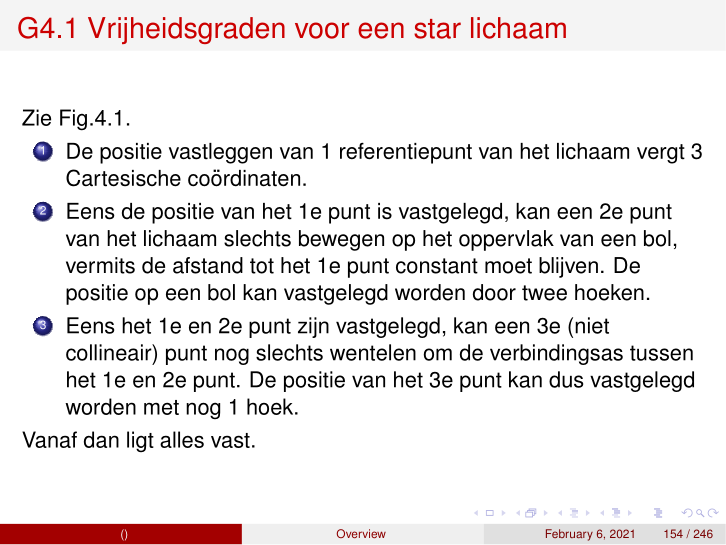 G4.1 Vrijheidsgraden voor een star lichaam
Zie Fig.4.1.
1 De positie vastleggen van 1 referentiepunt van het lichaam vergt 3
Cartesische coördinaten.
2 Eens de positie van het 1e punt is vastgelegd, kan een 2e punt
van het lichaam slechts bewegen op het oppervlak van een bol,
vermits de afstand tot het 1e punt constant moet blijven. De
positie op een bol kan vastgelegd worden door twee hoeken.
3 Eens het 1e en 2e punt zijn vastgelegd, kan een 3e (niet
collineair) punt nog slechts wentelen om de verbindingsas tussen
het 1e en 2e punt. De positie van het 3e punt kan dus vastgelegd
worden met nog 1 hoek.
Vanaf dan ligt alles vast.
() Overview February 6, 2021 154 / 246